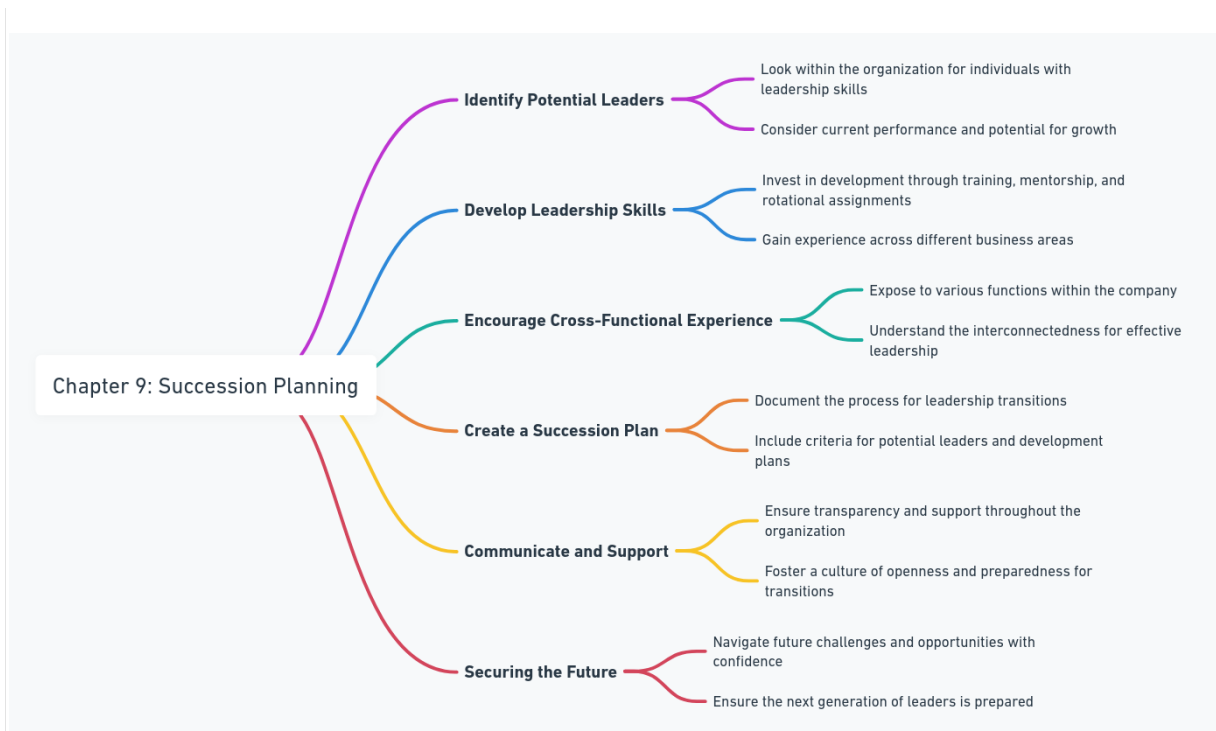 Chapter 9: Succession Planning
Identify Potential Leaders
Look within the organization for individuals with
leadership skills
Consider current performance and potential for growth
Develop Leadership Skills
Invest in development through training, mentorship, and
rotational assignments
Gain experience across different business areas
Encourage Cross-Functional Experience
Expose to various functions within the company
Understand the interconnectedness for effective
leadership
Create a Succession Plan
Document the process for leadership transitions
Include criteria for potential leaders and development
plans
Communicate and Support
Ensure transparency and support throughout the
organization
Foster a culture of openness and preparedness for
transitions
Securing the Future
Navigate future challenges and opportunities with
confidence
Ensure the next generation of leaders is prepared